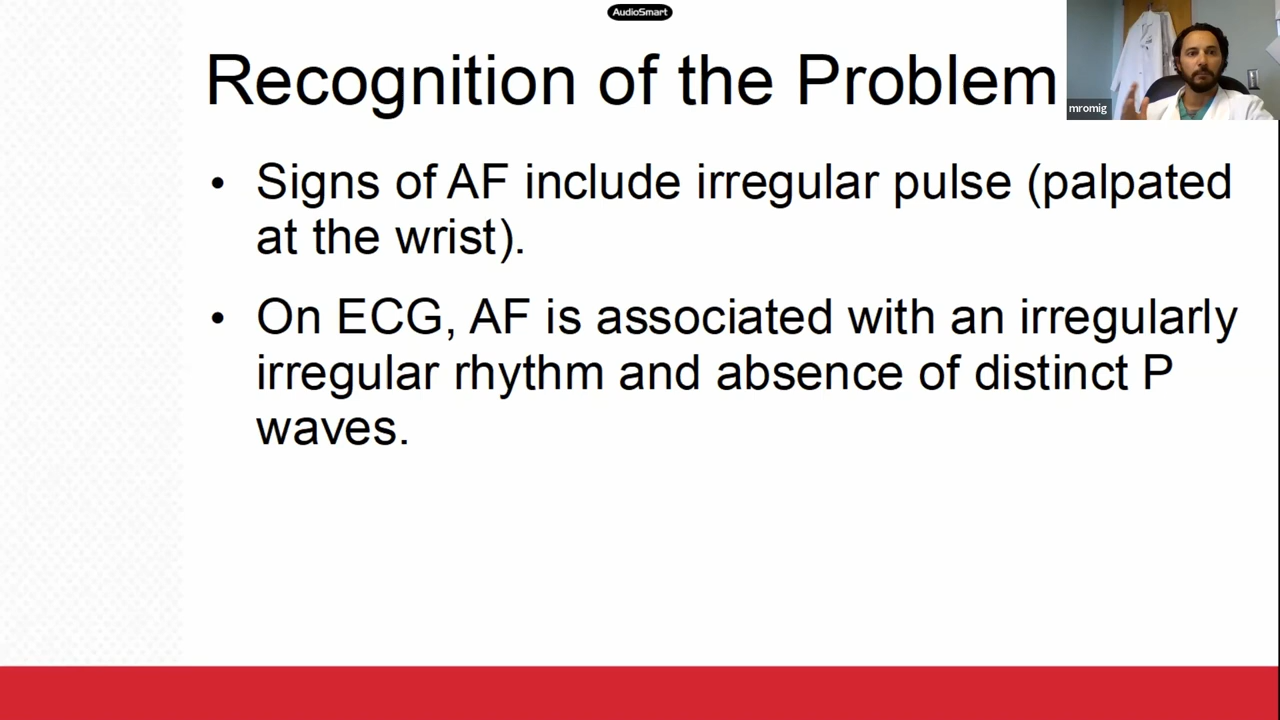 AudioSmart
Recognition of the Problem
mromig
• Signs of AF include irregular pulse (palpated
at the wrist).
• On ECG, AF is associated with an irregularly
irregular rhythm and absence of distinct P
waves.